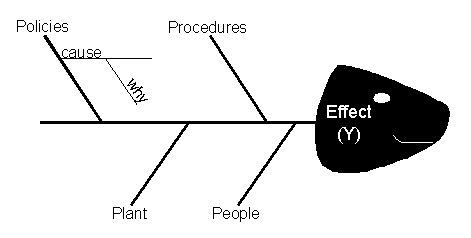 Policies
Procedures
cause
why
Effect
(Y)
Plant
People